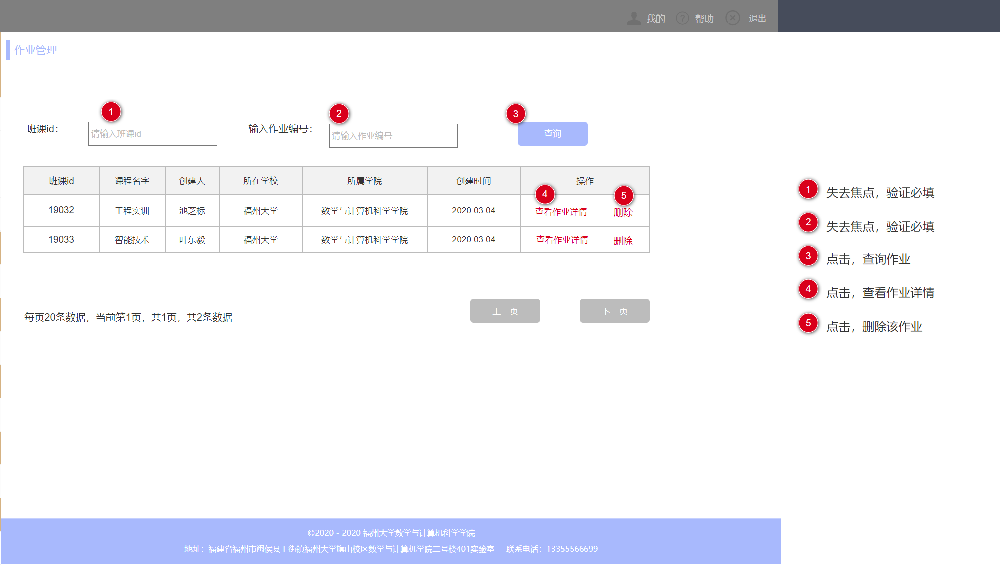 我的 帮助 退出
作业管理
1 2 3
班课id： 请输入班课id 输入作业编号： 请输入作业编号 查询
班课id 课程名字 创建人 所在学校 所属学院 创建时间 操作
4 5
19032 工程实训 池芝标 福州大学 数学与计算机科学学院 2020.03.04 查看作业详情 删除
19033 智能技术 叶东毅 福州大学 数学与计算机科学学院 2020.03.04 查看作业详情 删除
每页20条数据，当前第1页，共1页，共2条数据 上一页 下一页
1 失去焦点，验证必填
2 失去焦点，验证必填
3 点击，查询作业
4 点击，查看作业详情
5 点击，删除该作业
©2020 - 2020 福州大学数学与计算机科学学院
地址：福建省福州市闽侯县上街镇福州大学旗山校区数学与计算机学院二号楼401实验室 联系电话：13355566699